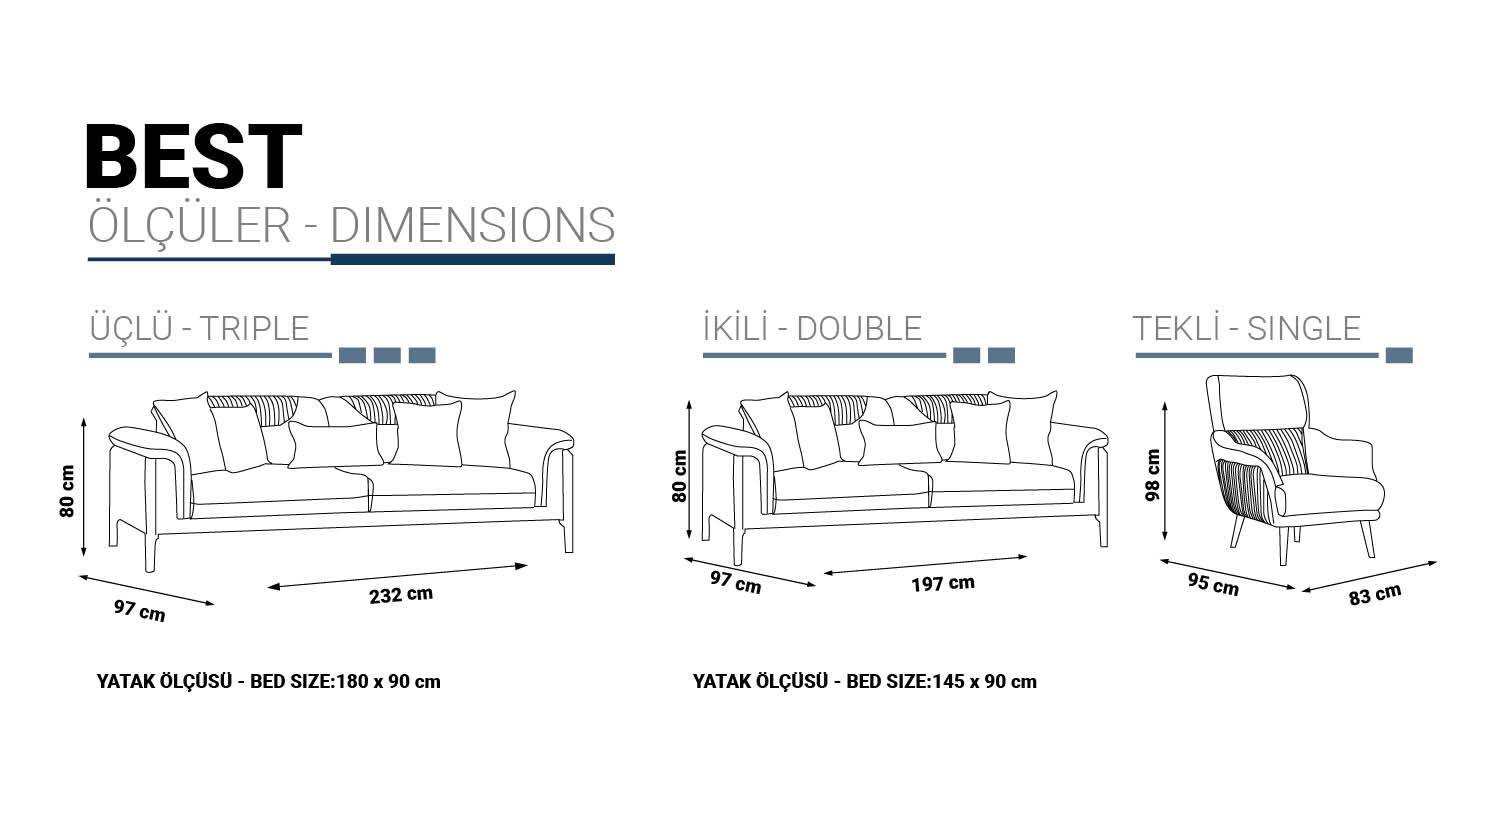 BEST
ÖLÇÜLER - DIMENSIONS
ÜÇLÜ - TRIPLE
80 cm
97 cm
232 cm
YATAK ÖLÇÜSÜ - BED SIZE:180 x 90 cm
İKİLİ - DOUBLE
80 cm
97 cm
197 cm
YATAK ÖLÇÜSÜ - BED SIZE:145 x 90 cm
TEKLİ - SINGLE
98 cm
95 cm
83 cm